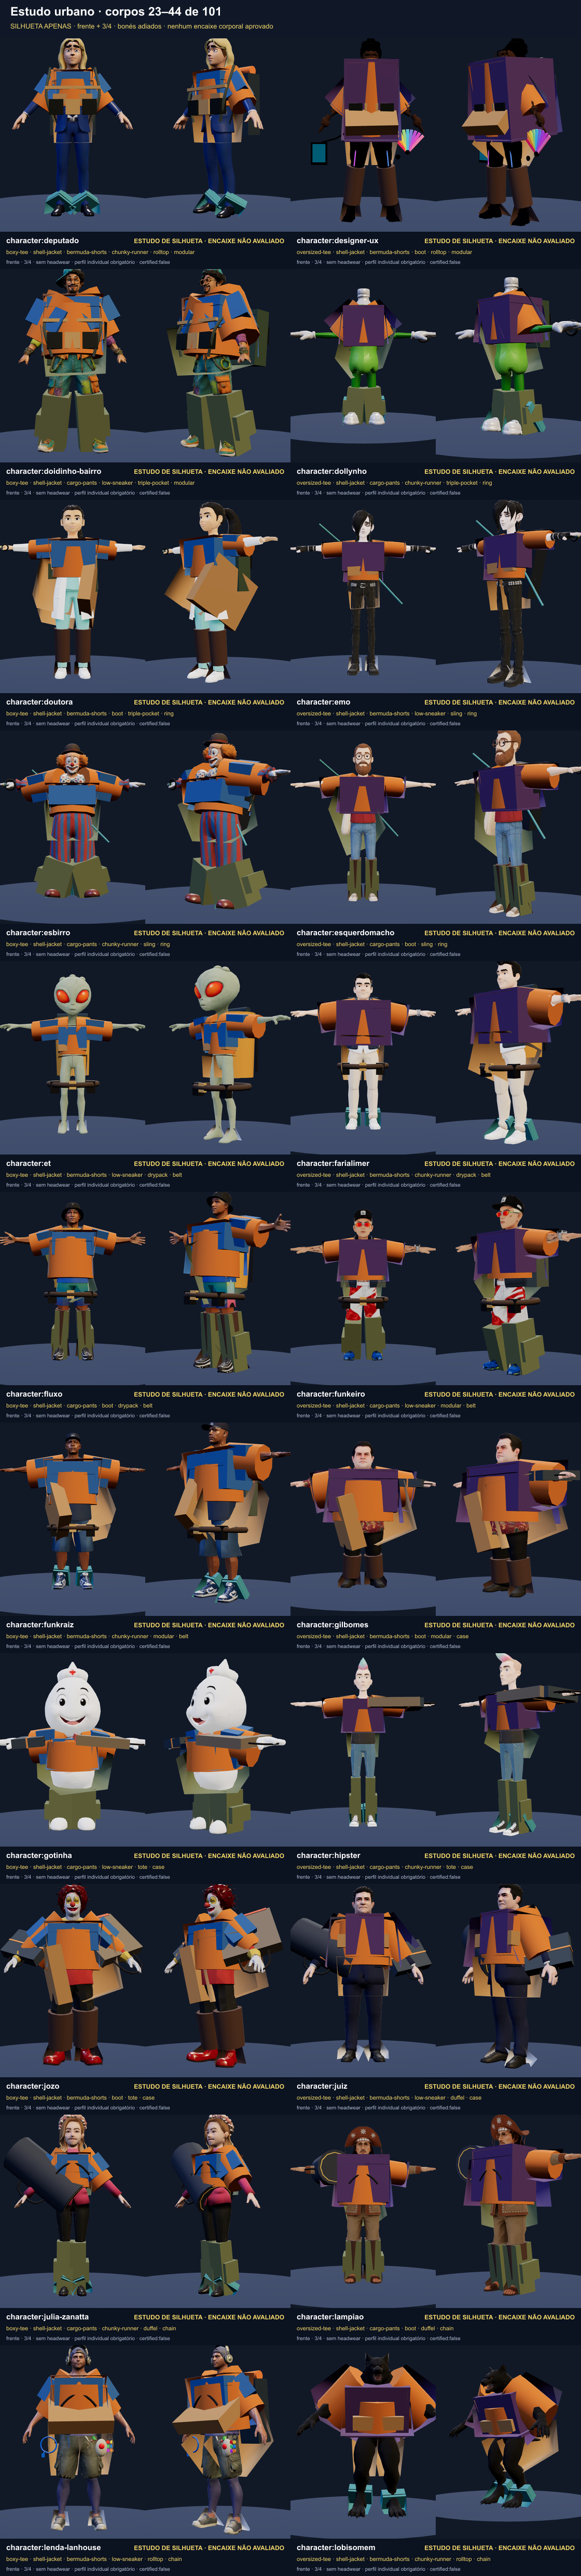 Estudo urbano · corpos 23–44 de 101
SILHUETA APENAS · frente + 3/4 · bonés adiados · nenhum encaixe corporal aprovado
character:deputado ESTUDO DE SILHUETA · ENCAIXE NÃO AVALIADO
boxy-tee · shell-jacket · bermuda-shorts · chunky-runner · rolltop · modular
frente · 3/4 · sem headwear · perfil individual obrigatório · certified:false
character:designer-ux ESTUDO DE SILHUETA · ENCAIXE NÃO AVALIADO
oversized-tee · shell-jacket · bermuda-shorts · boot · rolltop · modular
frente · 3/4 · sem headwear · perfil individual obrigatório · certified:false
character:doidinho-bairro ESTUDO DE SILHUETA · ENCAIXE NÃO AVALIADO
boxy-tee · shell-jacket · cargo-pants · low-sneaker · triple-pocket · modular
frente · 3/4 · sem headwear · perfil individual obrigatório · certified:false
character:dollynho ESTUDO DE SILHUETA · ENCAIXE NÃO AVALIADO
oversized-tee · shell-jacket · cargo-pants · chunky-runner · triple-pocket · ring
frente · 3/4 · sem headwear · perfil individual obrigatório · certified:false
character:doutora ESTUDO DE SILHUETA · ENCAIXE NÃO AVALIADO
boxy-tee · shell-jacket · bermuda-shorts · boot · triple-pocket · ring
frente · 3/4 · sem headwear · perfil individual obrigatório · certified:false
character:emo ESTUDO DE SILHUETA · ENCAIXE NÃO AVALIADO
oversized-tee · shell-jacket · bermuda-shorts · low-sneaker · sling · ring
frente · 3/4 · sem headwear · perfil individual obrigatório · certified:false
character:esbirro ESTUDO DE SILHUETA · ENCAIXE NÃO AVALIADO
boxy-tee · shell-jacket · cargo-pants · chunky-runner · sling · ring
frente · 3/4 · sem headwear · perfil individual obrigatório · certified:false
character:esquerdomacho ESTUDO DE SILHUETA · ENCAIXE NÃO AVALIADO
oversized-tee · shell-jacket · cargo-pants · boot · sling · ring
frente · 3/4 · sem headwear · perfil individual obrigatório · certified:false
character:et ESTUDO DE SILHUETA · ENCAIXE NÃO AVALIADO
boxy-tee · shell-jacket · bermuda-shorts · low-sneaker · drypack · belt
frente · 3/4 · sem headwear · perfil individual obrigatório · certified:false
character:farialimer ESTUDO DE SILHUETA · ENCAIXE NÃO AVALIADO
oversized-tee · shell-jacket · bermuda-shorts · chunky-runner · drypack · belt
frente · 3/4 · sem headwear · perfil individual obrigatório · certified:false
character:fluxo ESTUDO DE SILHUETA · ENCAIXE NÃO AVALIADO
boxy-tee · shell-jacket · cargo-pants · boot · drypack · belt
frente · 3/4 · sem headwear · perfil individual obrigatório · certified:false
character:funkeiro ESTUDO DE SILHUETA · ENCAIXE NÃO AVALIADO
oversized-tee · shell-jacket · cargo-pants · low-sneaker · modular · belt
frente · 3/4 · sem headwear · perfil individual obrigatório · certified:false
character:funkraiz ESTUDO DE SILHUETA · ENCAIXE NÃO AVALIADO
boxy-tee · shell-jacket · bermuda-shorts · chunky-runner · modular · belt
frente · 3/4 · sem headwear · perfil individual obrigatório · certified:false
character:gilbomes ESTUDO DE SILHUETA · ENCAIXE NÃO AVALIADO
oversized-tee · shell-jacket · bermuda-shorts · boot · modular · case
frente · 3/4 · sem headwear · perfil individual obrigatório · certified:false
character:gotinha ESTUDO DE SILHUETA · ENCAIXE NÃO AVALIADO
boxy-tee · shell-jacket · cargo-pants · low-sneaker · tote · case
frente · 3/4 · sem headwear · perfil individual obrigatório · certified:false
character:hipster ESTUDO DE SILHUETA · ENCAIXE NÃO AVALIADO
oversized-tee · shell-jacket · cargo-pants · chunky-runner · tote · case
frente · 3/4 · sem headwear · perfil individual obrigatório · certified:false
character:jozo ESTUDO DE SILHUETA · ENCAIXE NÃO AVALIADO
boxy-tee · shell-jacket · bermuda-shorts · boot · tote · case
frente · 3/4 · sem headwear · perfil individual obrigatório · certified:false
character:juiz ESTUDO DE SILHUETA · ENCAIXE NÃO AVALIADO
oversized-tee · shell-jacket · bermuda-shorts · low-sneaker · duffel · case
frente · 3/4 · sem headwear · perfil individual obrigatório · certified:false
character:julia-zanatta ESTUDO DE SILHUETA · ENCAIXE NÃO AVALIADO
boxy-tee · shell-jacket · cargo-pants · chunky-runner · duffel · chain
frente · 3/4 · sem headwear · perfil individual obrigatório · certified:false
character:lampiao ESTUDO DE SILHUETA · ENCAIXE NÃO AVALIADO
oversized-tee · shell-jacket · cargo-pants · boot · duffel · chain
frente · 3/4 · sem headwear · perfil individual obrigatório · certified:false
character:lenda-lanhouse ESTUDO DE SILHUETA · ENCAIXE NÃO AVALIADO
boxy-tee · shell-jacket · bermuda-shorts · low-sneaker · rolltop · chain
frente · 3/4 · sem headwear · perfil individual obrigatório · certified:false
character:lobisomem ESTUDO DE SILHUETA · ENCAIXE NÃO AVALIADO
oversized-tee · shell-jacket · bermuda-shorts · chunky-runner · rolltop · chain
frente · 3/4 · sem headwear · perfil individual obrigatório · certified:false